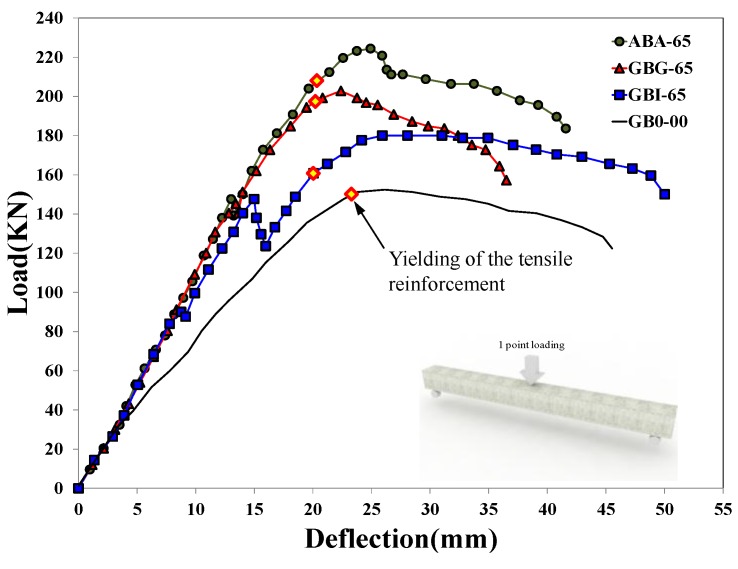 240
220
200
180
160
140
120
100
80
60
40
20
0
Load(KN)
ABA-65
GBG-65
GBI-65
GB0-00
Yielding of the tensile
reinforcement
1 point loading
0 5 10 15 20 25 30 35 40 45 50 55
Deflection(mm)